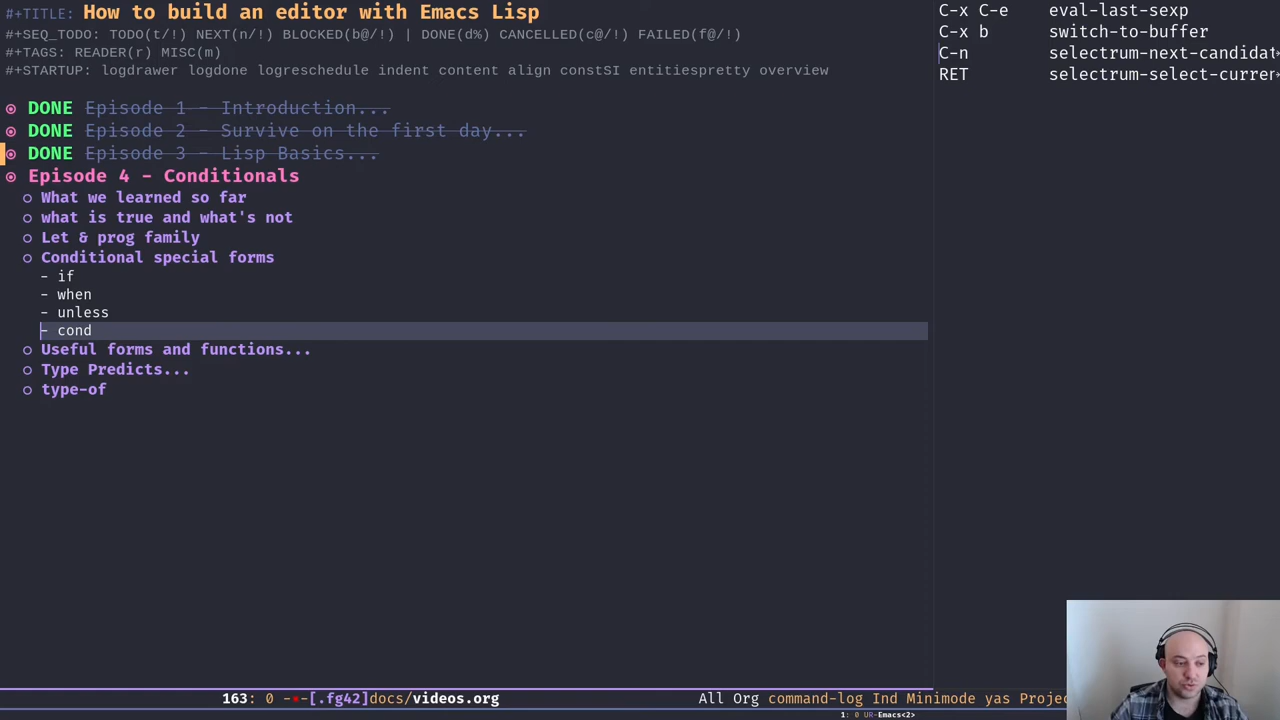 #+TITLE: How to build an editor with Emacs Lisp
#+SEQ_TODO: TODO(t/!) NEXT(n/!) BLOCKED(b@/!) | DONE(d%) CANCELLED(c@/!) FAILED(f@/!)
#+TAGS: READER(r) MISC(m)
#+STARTUP: logdrawer logdone logreschedule indent content align constSI entitiespretty overview
DONE Episode 1 - Introduction...
DONE Episode 2 - Survive on the first day...
DONE Episode 3 - Lisp Basics...
Episode 4 - Conditionals
What we learned so far
what is true and what's not
Let & prog family
Conditional special forms
- if
- when
- unless
- cond
Useful forms and functions...
Type Predicts...
type-of
163: 0 -*-[.fg42]docs/videos.org All Org command-log Ind Minimode yas Projec
C-x C-e eval-last-sexp
C-x b switch-to-buffer
C-n selectrum-next-candidat
RET selectrum-select-curren
1: 0 UR-Emacs<2>